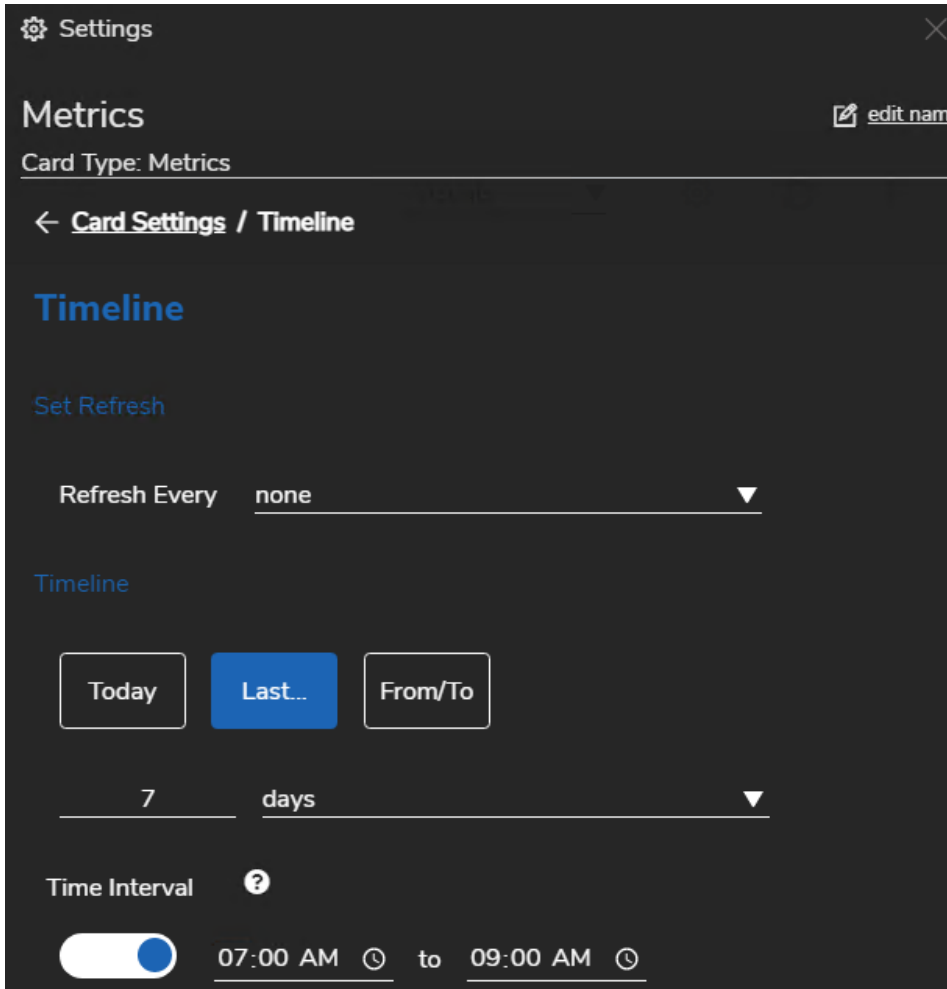 Settings
Metrics
edit nam
Card Type: Metrics
← Card Settings / Timeline
Timeline
Set Refresh
Refresh Every none
Timeline
Today Last... From/To
7 days
Time Interval ?
07:00 AM to 09:00 AM